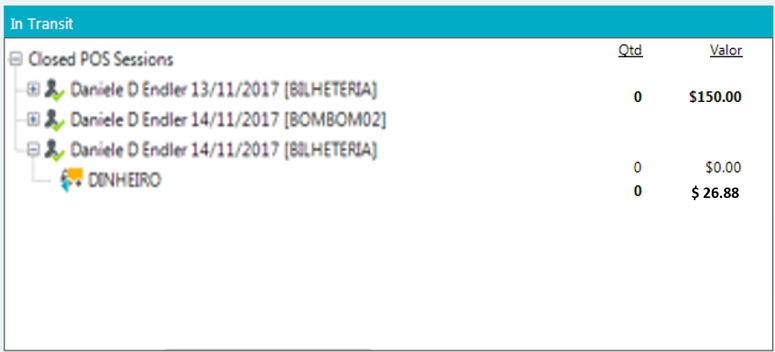 In Transit
Qtd Valor
Closed POS Sessions
Daniele D Endler 13/11/2017 [BILHETERIA]
0 $150.00
Daniele D Endler 14/11/2017 [BOMBOM02]
Daniele D Endler 14/11/2017 [BILHETERIA]
0 $0.00
DINHEIRO
0 $ 26.88